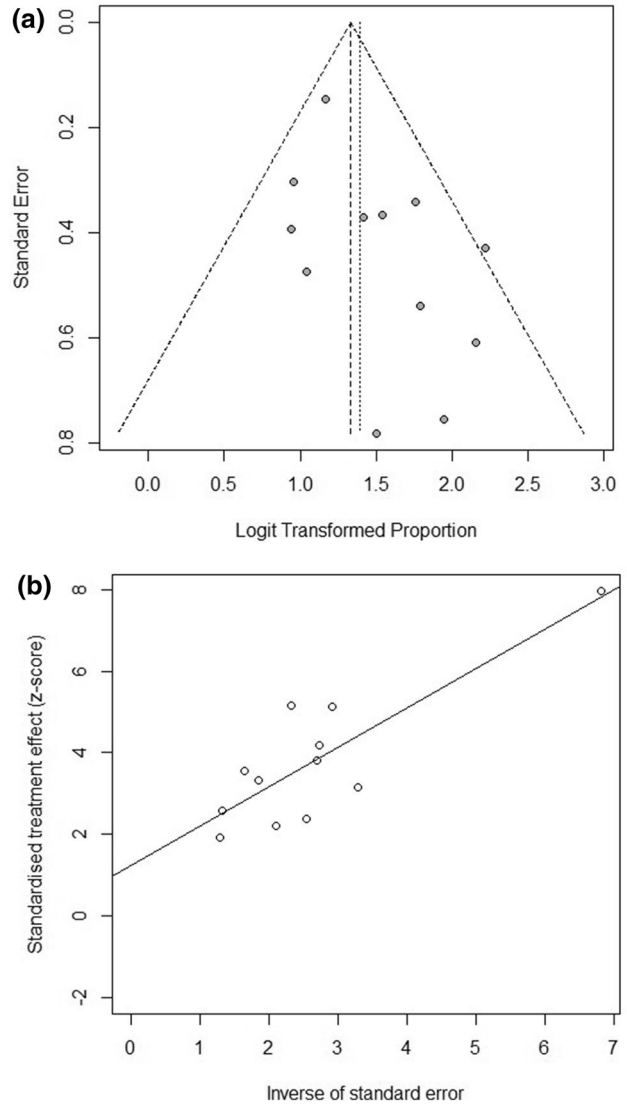 (a)
0.0
0.2
0.4
0.6
0.8
Standard Error
0.0 0.5 1.0 1.5 2.0 2.5 3.0
Logit Transformed Proportion
(b)
8
6
4
2
0
-2
Standardised treatment effect (z-score)
0 1 2 3 4 5 6 7
Inverse of standard error